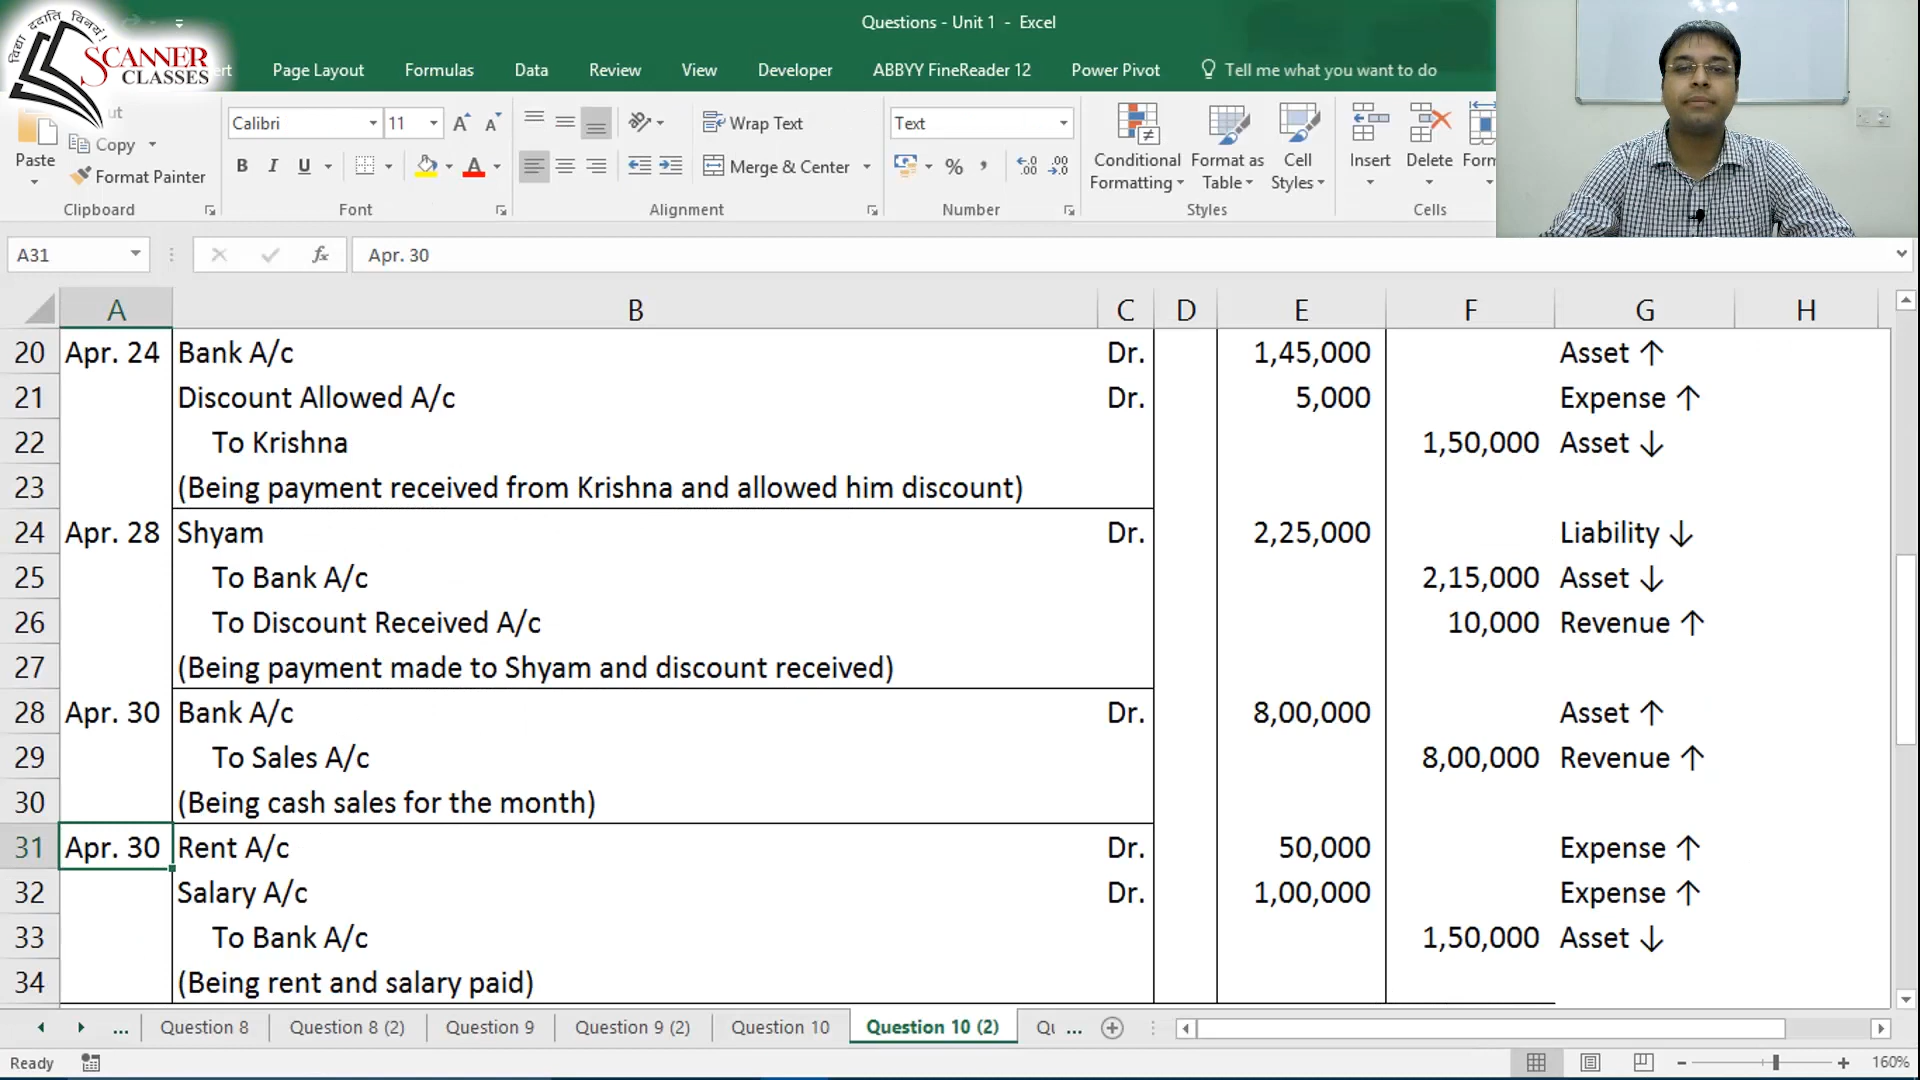 विद्या ददाति विनयं!
SCANNER
CLASSES
Questions - Unit 1 - Excel
Page Layout
Formulas
Data
Review
View
Developer
ABBYY FineReader 12
Power Pivot
Tell me what you want to do
Paste
Copy
Format Painter
Clipboard
Calibri
11
B I U
A
Font
Wrap Text
Merge & Center
Alignment
Text
%
Number
Conditional
Formatting
Format as
Table
Cell
Styles
Styles
Insert
Delete
Form
Cells
A31
fx
Apr. 30
A B C D E F G H
20 Apr. 24 Bank A/c Dr. 1,45,000 Asset ↑
21 Discount Allowed A/c Dr. 5,000 Expense ↑
22 To Krishna 1,50,000 Asset ↓
23 (Being payment received from Krishna and allowed him discount)
24 Apr. 28 Shyam Dr. 2,25,000 Liability ↓
25 To Bank A/c 2,15,000 Asset ↓
26 To Discount Received A/c 10,000 Revenue ↑
27 (Being payment made to Shyam and discount received)
28 Apr. 30 Bank A/c Dr. 8,00,000 Asset ↑
29 To Sales A/c 8,00,000 Revenue ↑
30 (Being cash sales for the month)
31 Apr. 30 Rent A/c Dr. 50,000 Expense ↑
32 Salary A/c Dr. 1,00,000 Expense ↑
33 To Bank A/c 1,50,000 Asset ↓
34 (Being rent and salary paid)
... Question 8 Question 8 (2) Question 9 Question 9 (2) Question 10 Question 10 (2) Qu ...
Ready
160%